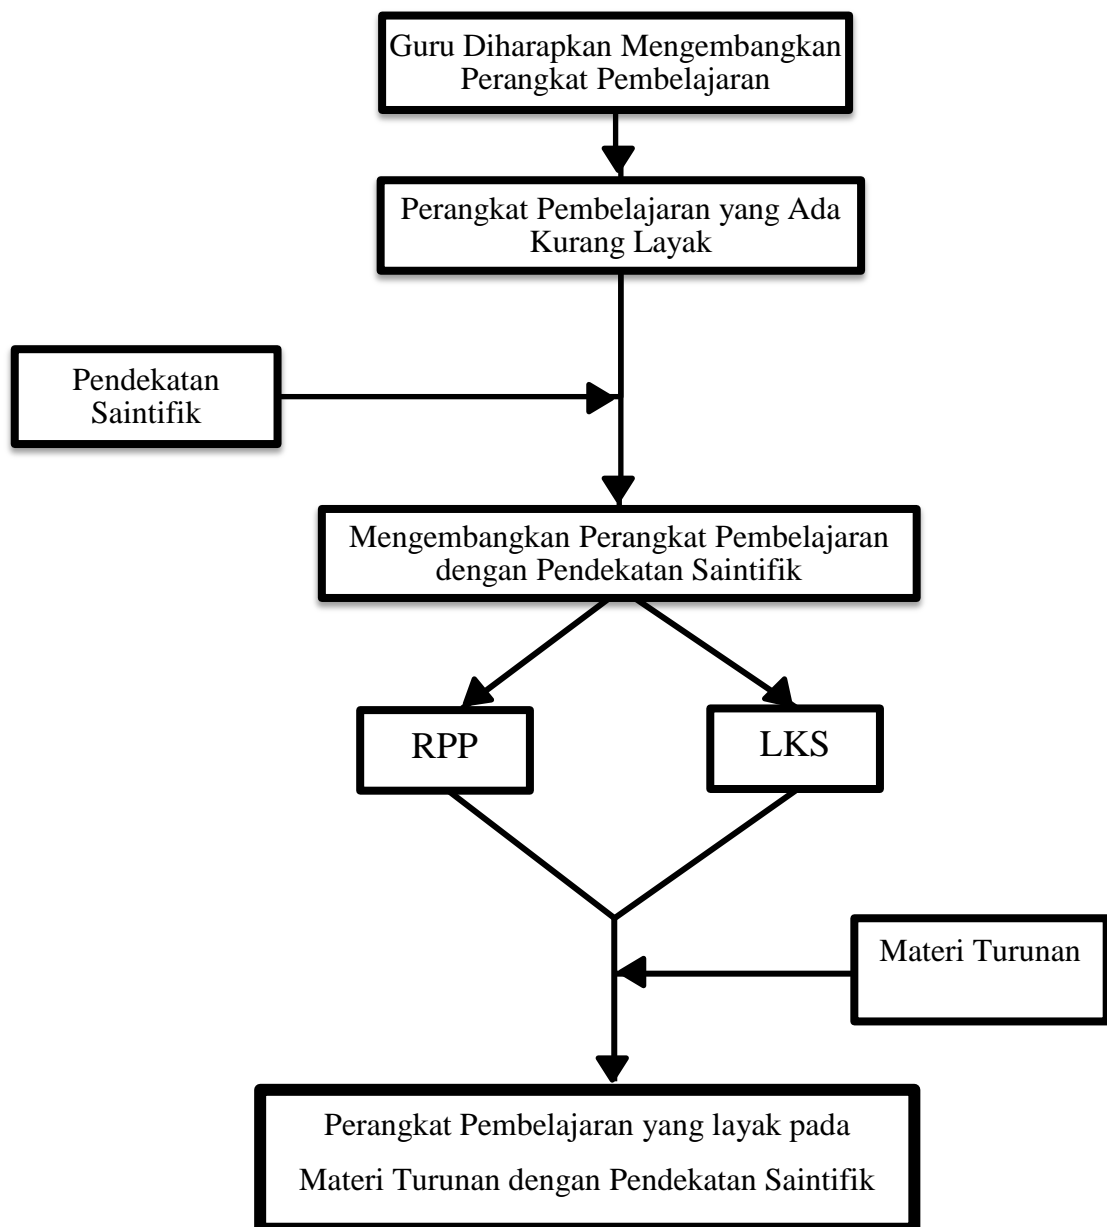 Guru Diharapkan Mengembangkan
Perangkat Pembelajaran
Perangkat Pembelajaran yang Ada
Kurang Layak
Pendekatan
Saintifik
Mengembangkan Perangkat Pembelajaran
dengan Pendekatan Saintifik
RPP
LKS
Materi Turunan
Perangkat Pembelajaran yang layak pada
Materi Turunan dengan Pendekatan Saintifik